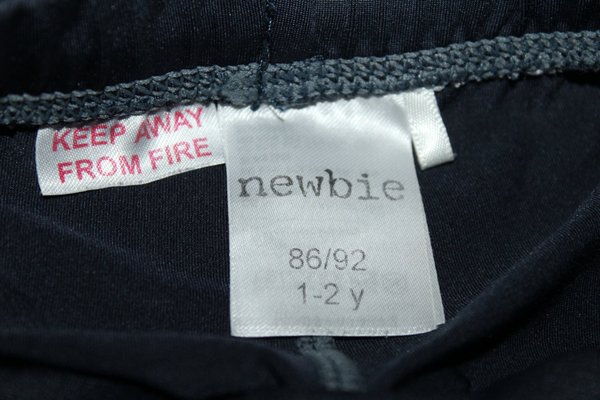 KEEP AWAY
FROM FIRE
newbie
86/92
1-2 y